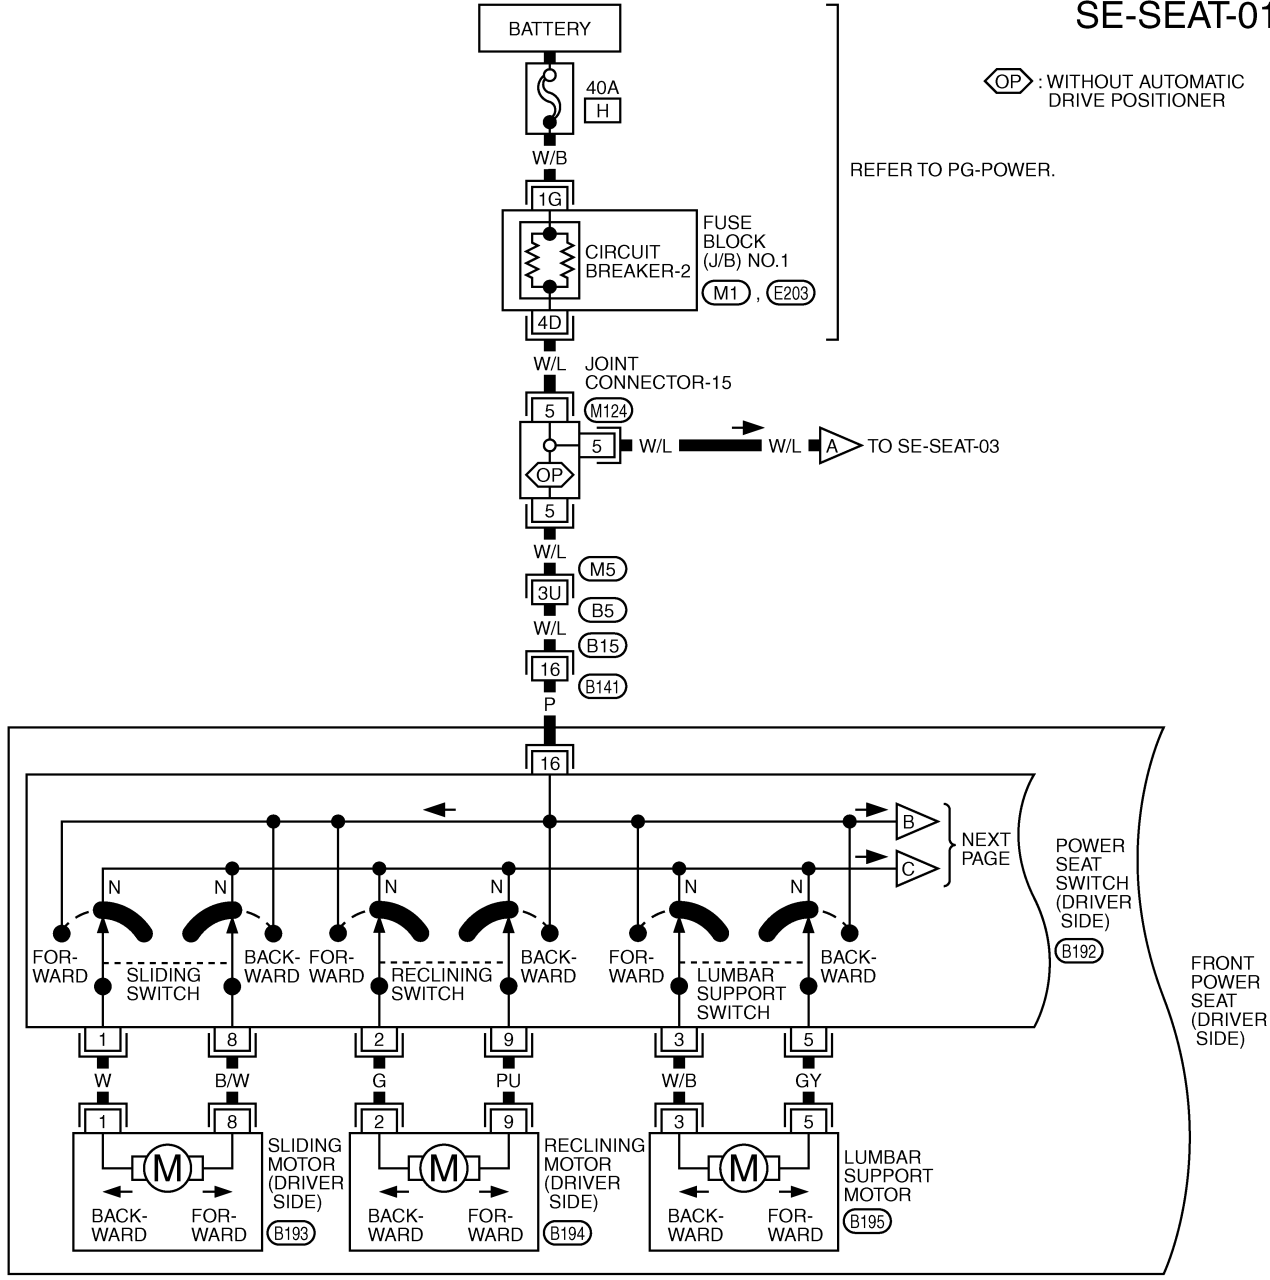 SE-SEAT-01
BATTERY
OP : WITHOUT AUTOMATIC
DRIVE POSITIONER
40A
H
W/B
REFER TO PG-POWER.
1G
FUSE
BLOCK
(J/B) NO.1
CIRCUIT
BREAKER-2
M1 , E203
4D
W/L
JOINT
CONNECTOR-15
5
M124
5
W/L
W/L
A
TO SE-SEAT-03
OP
5
W/L
M5
3U
B5
W/L
B15
16
B141
P
16
B
C
NEXT
PAGE
POWER
SEAT
SWITCH
(DRIVER
SIDE)
B192
N N N N N N
FOR-
WARD
SLIDING
SWITCH
BACK-
WARD
FOR-
WARD
RECLINING
SWITCH
BACK-
WARD
FOR-
WARD
LUMBAR
SUPPORT
SWITCH
BACK-
WARD
FRONT
POWER
SEAT
(DRIVER
SIDE)
1 8 2 9 3 5
W B/W G PU W/B GY
1 8 2 9 3 5
M
BACK-
WARD
FOR-
WARD
SLIDING
MOTOR
(DRIVER
SIDE)
B193
M
BACK-
WARD
FOR-
WARD
RECLINING
MOTOR
(DRIVER
SIDE)
B194
M
BACK-
WARD
FOR-
WARD
LUMBAR
SUPPORT
MOTOR
B195